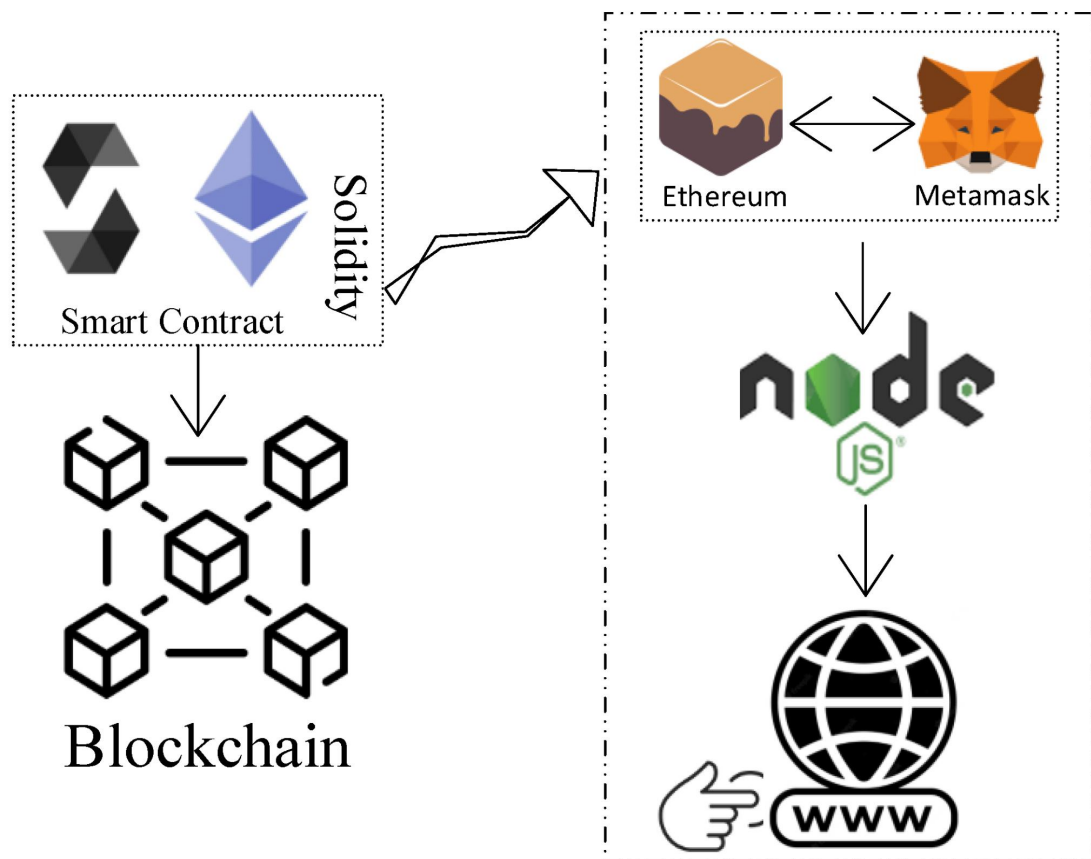 Solidity
Smart Contract
Blockchain
Ethereum
Metamask
node
JS®
www